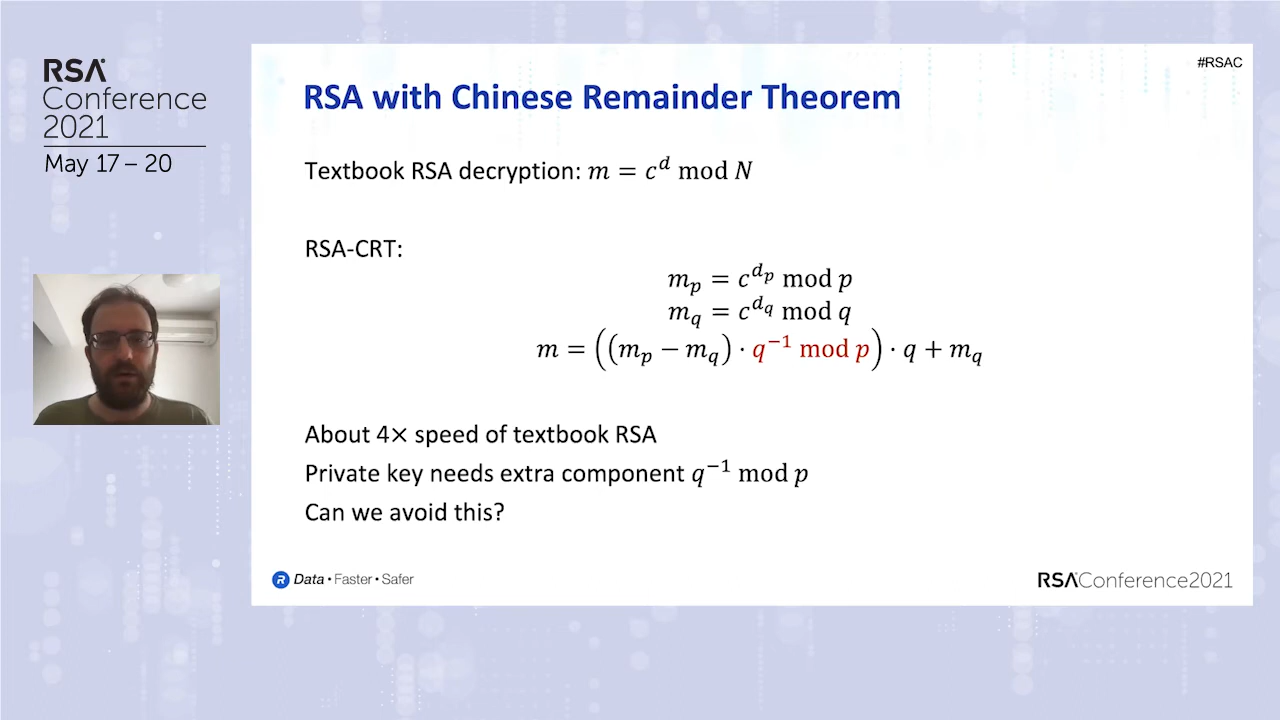 RSA
Conference
2021
May 17 – 20
#RSAC
RSA with Chinese Remainder Theorem
Textbook RSA decryption: m = c^d mod N
RSA-CRT:
m_p = c^{d_p} mod p
m_q = c^{d_q} mod q
m = ((m_p − m_q) · q^{−1} mod p) · q + m_q
About 4× speed of textbook RSA
Private key needs extra component q^{−1} mod p
Can we avoid this?
R Data • Faster • Safer
RSAConference2021